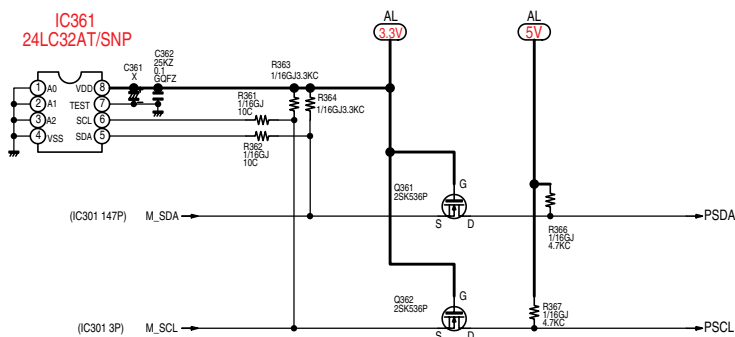 IC361
24LC32AT/SNP
AL
3.3V
AL
5V
C361
X
C362
25KZ
0.1
GQFZ
R363
1/16GJ3.3KC
R364
1/16GJ3.3KC
1 A0 VDD 8
2 A1 TEST 7
3 A2 SCL 6
4 VSS SDA 5
R361
1/16GJ
10C
R362
1/16GJ
10C
Q361
2SK536P
G
S D
(IC301 147P) M_SDA
PSDA
R366
1/16GJ
4.7KC
Q362
2SK536P
G
S D
R367
1/16GJ
4.7KC
(IC301 3P) M_SCL
PSCL